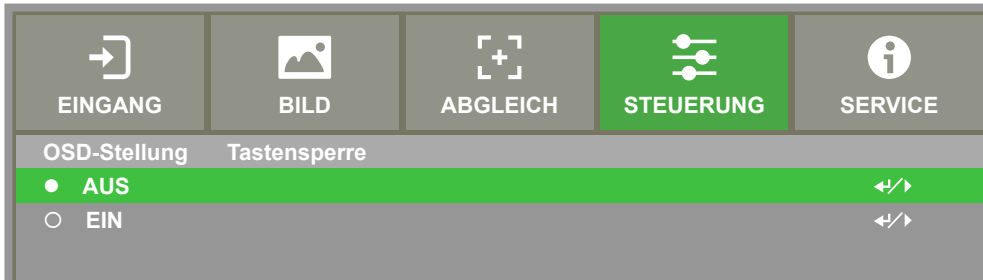 EINGANG BILD ABGLEICH STEUERUNG SERVICE
OSD-Stellung Tastensperre
AUS
EIN